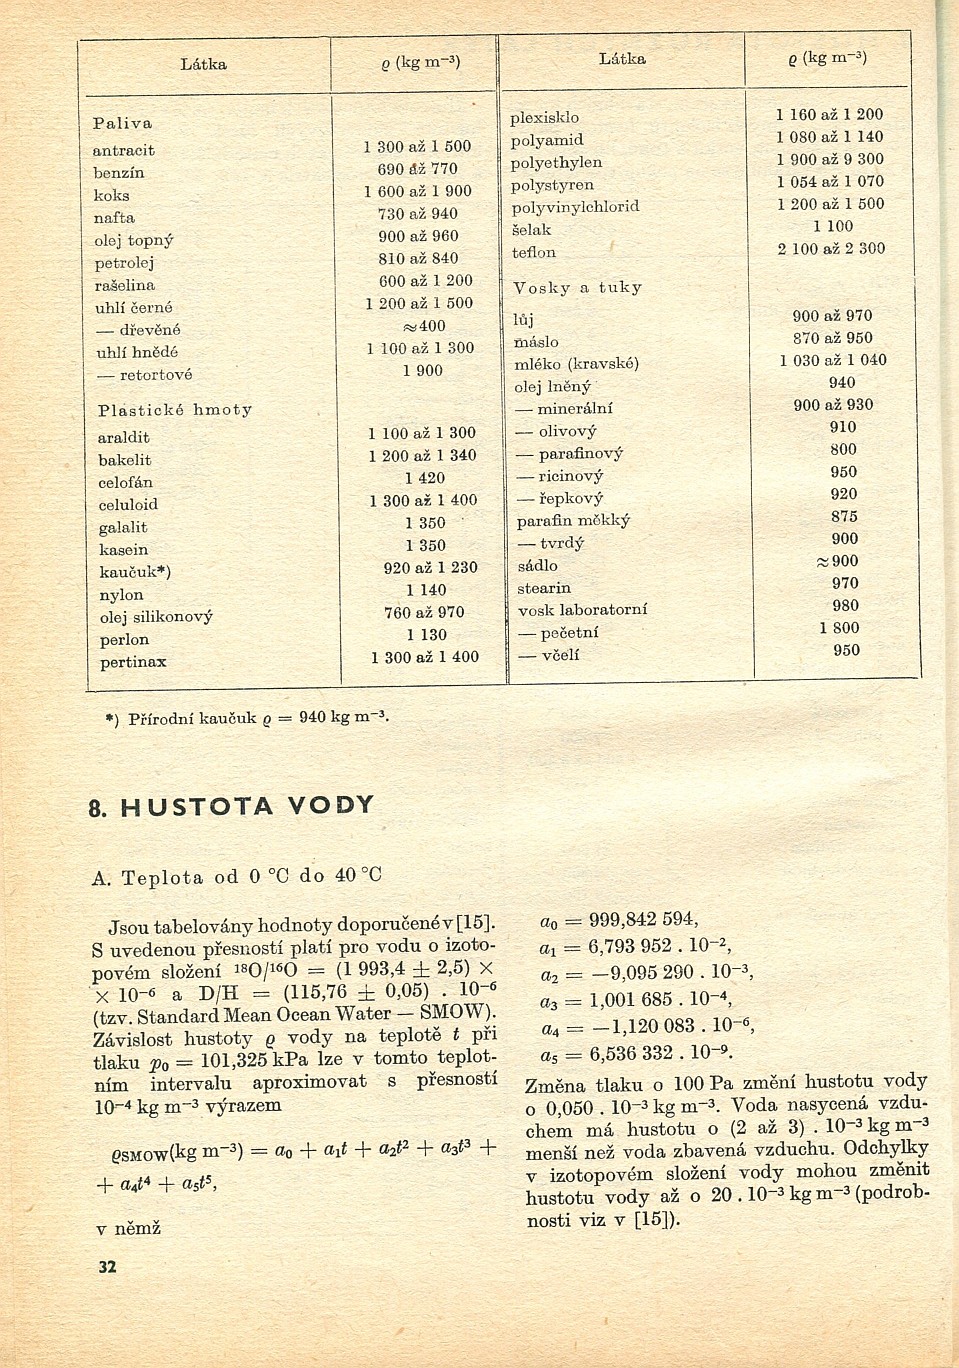 Látka ϱ (kg m⁻³) Látka ϱ (kg m⁻³)
Paliva
antracit 1 300 až 1 500
benzín 690 až 770
koks 1 600 až 1 900
nafta 730 až 940
olej topný 900 až 960
petrolej 810 až 840
rašelina 600 až 1 200
uhlí černé 1 200 až 1 500
— dřevěné ≈400
uhlí hnědé 1 100 až 1 300
— retortové 1 900
Plastické hmoty
araldit 1 100 až 1 300
bakelit 1 200 až 1 340
celofán 1 420
celuloid 1 300 až 1 400
galalit 1 350
kasein 1 350
kaučuk*) 920 až 1 230
nylon 1 140
olej silikonový 760 až 970
perlon 1 130
pertinax 1 300 až 1 400
plexisklo 1 160 až 1 200
polyamid 1 080 až 1 140
polyethylen 1 900 až 9 300
polystyren 1 054 až 1 070
polyvinylchlorid 1 200 až 1 500
šelak 1 100
teflon 2 100 až 2 300
Vosky a tuky
lůj 900 až 970
máslo 870 až 950
mléko (kravské) 1 030 až 1 040
olej lněný 940
— minerální 900 až 930
— olivový 910
— parafinový 800
— ricinový 950
— řepkový 920
parafin měkký 875
— tvrdý 900
sádlo ≈900
stearin 970
vosk laboratorní 980
— pečetní 1 800
— včelí 950
*) Přírodní kaučuk ϱ = 940 kg m⁻³.
8. HUSTOTA VODY
A. Teplota od 0 °C do 40 °C
Jsou tabelovány hodnoty doporučené v [15].
S uvedenou přesností platí pro vodu o izoto-
povém složení ¹⁸O/¹⁶O = (1 993,4 ± 2,5) ×
× 10⁻⁶ a D/H = (115,76 ± 0,05) . 10⁻⁶
(tzv. Standard Mean Ocean Water — SMOW).
Závislost hustoty ϱ vody na teplotě t při
tlaku p₀ = 101,325 kPa lze v tomto teplot-
ním intervalu aproximovat s přesností
10⁻⁴ kg m⁻³ výrazem
ϱSMOW(kg m⁻³) = a₀ + a₁t + a₂t² + a₃t³ +
+ a₄t⁴ + a₅t⁵,
v němž
a₀ = 999,842 594,
a₁ = 6,793 952 . 10⁻²,
a₂ = —9,095 290 . 10⁻³,
a₃ = 1,001 685 . 10⁻⁴,
a₄ = —1,120 083 . 10⁻⁶,
a₅ = 6,536 332 . 10⁻⁹.
Změna tlaku o 100 Pa změní hustotu vody
o 0,050 . 10⁻³ kg m⁻³. Voda nasycená vzdu-
chem má hustotu o (2 až 3) . 10⁻³ kg m⁻³
menší než voda zbavená vzduchu. Odchylky
v izotopovém složení vody mohou změnit
hustotu vody až o 20 . 10⁻³ kg m⁻³ (podrob-
nosti viz v [15]).
32